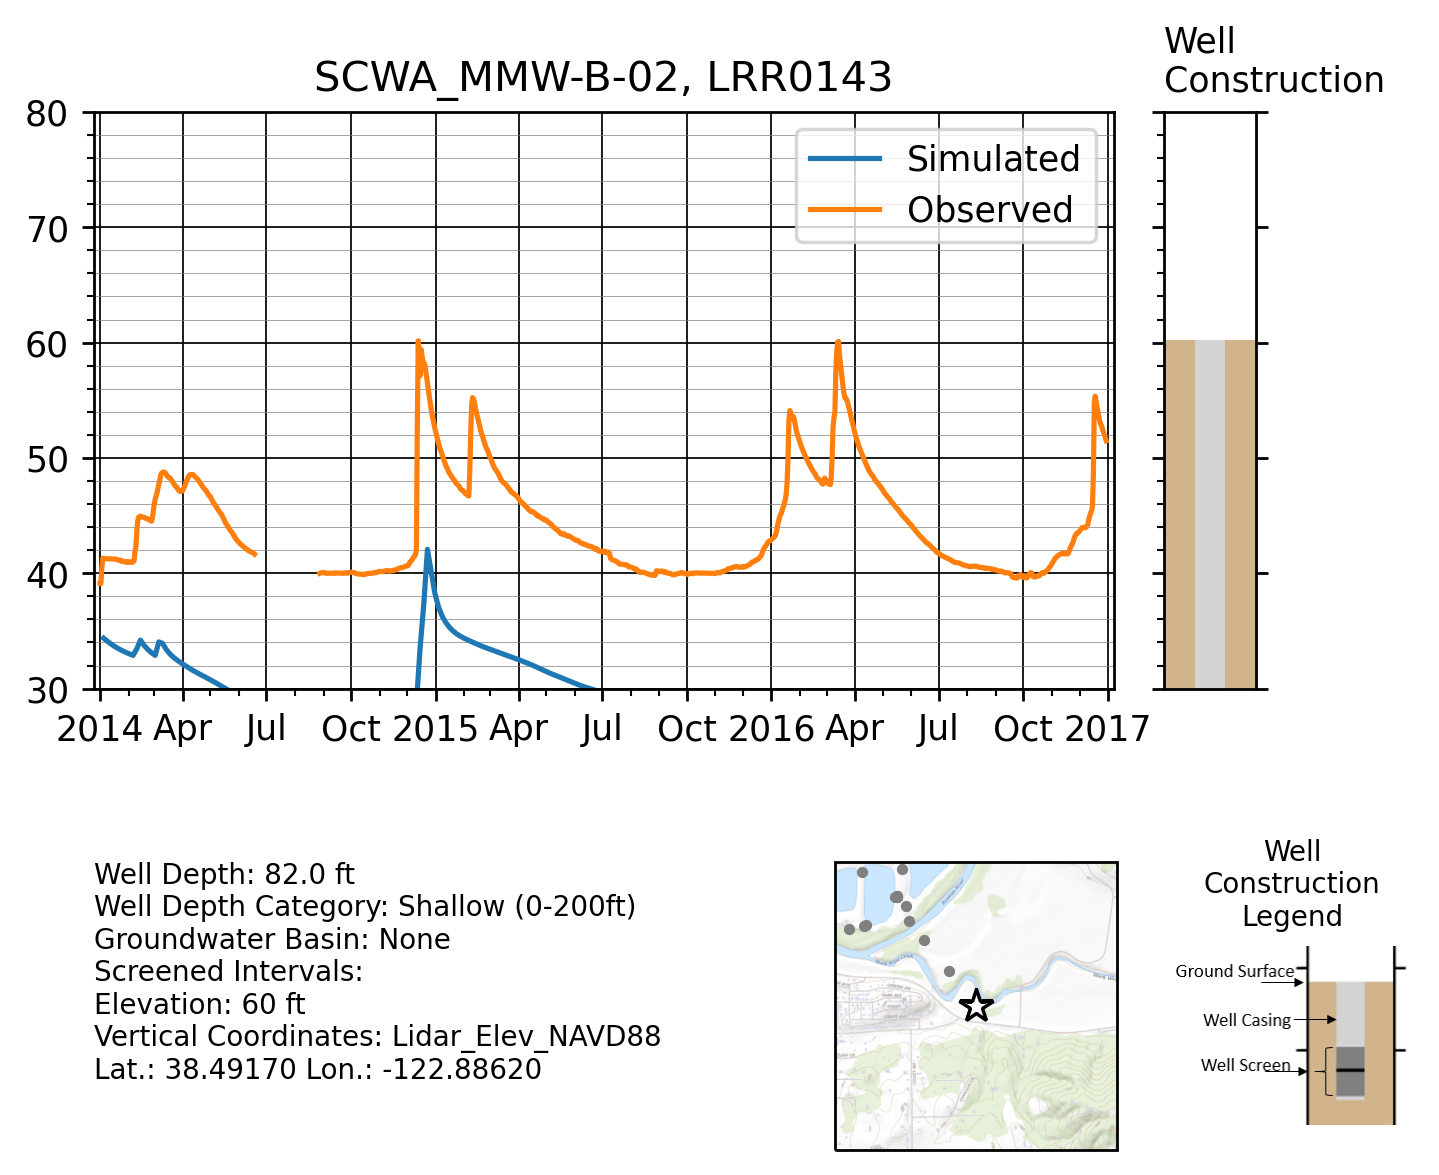 Well
Construction
SCWA_MMW-B-02, LRR0143
80
70
60
50
40
30
Simulated
Observed
2014 Apr Jul Oct 2015 Apr Jul Oct 2016 Apr Jul Oct 2017
Well Depth: 82.0 ft
Well Depth Category: Shallow (0-200ft)
Groundwater Basin: None
Screened Intervals:
Elevation: 60 ft
Vertical Coordinates: Lidar_Elev_NAVD88
Lat.: 38.49170 Lon.: -122.88620
Well
Construction
Legend
Ground Surface
Well Casing
Well Screen